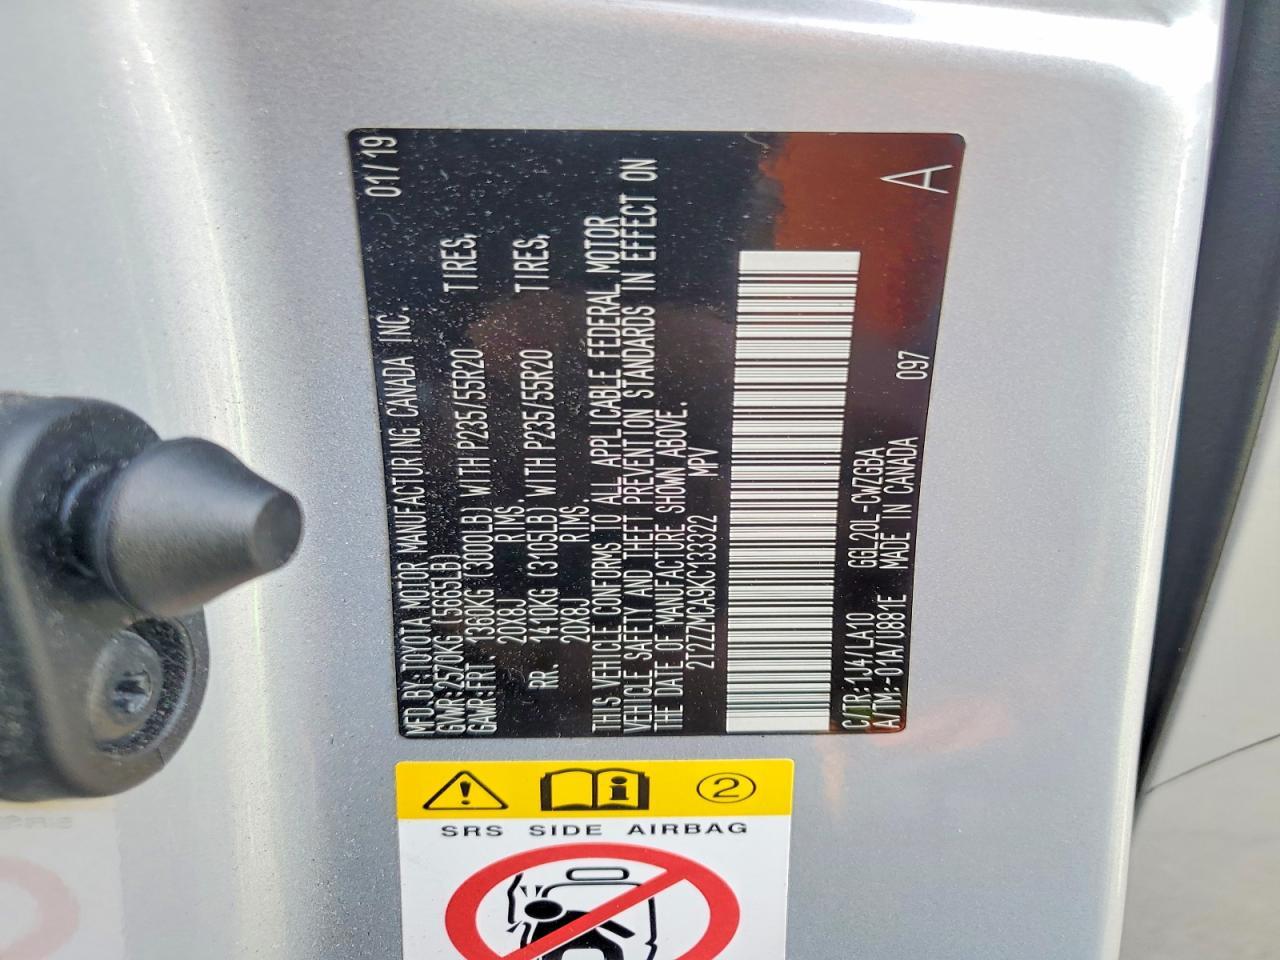 MFD.BY:TOYOTA MOTOR MANUFACTURING CANADA INC. 01/19
GVWR:2570KG (5665LB)
GAWR:FRT 1360KG (3000LB) WITH P235/55R20 TIRES,
20X8J RIMS.
RR. 1410KG (3105LB) WITH P235/55R20 TIRES,
20X8J RIMS.
THIS VEHICLE CONFORMS TO ALL APPLICABLE FEDERAL MOTOR
VEHICLE SAFETY AND THEFT PREVENTION STANDARDS IN EFFECT ON
THE DATE OF MANUFACTURE SHOWN ABOVE.
2T2ZZMCA9KC133322 MPV
C/TR:1J4/LA10 GGL20L-CWZGBA
A/TM:-01A/U881E MADE IN CANADA 097
A
2
SRS SIDE AIRBAG